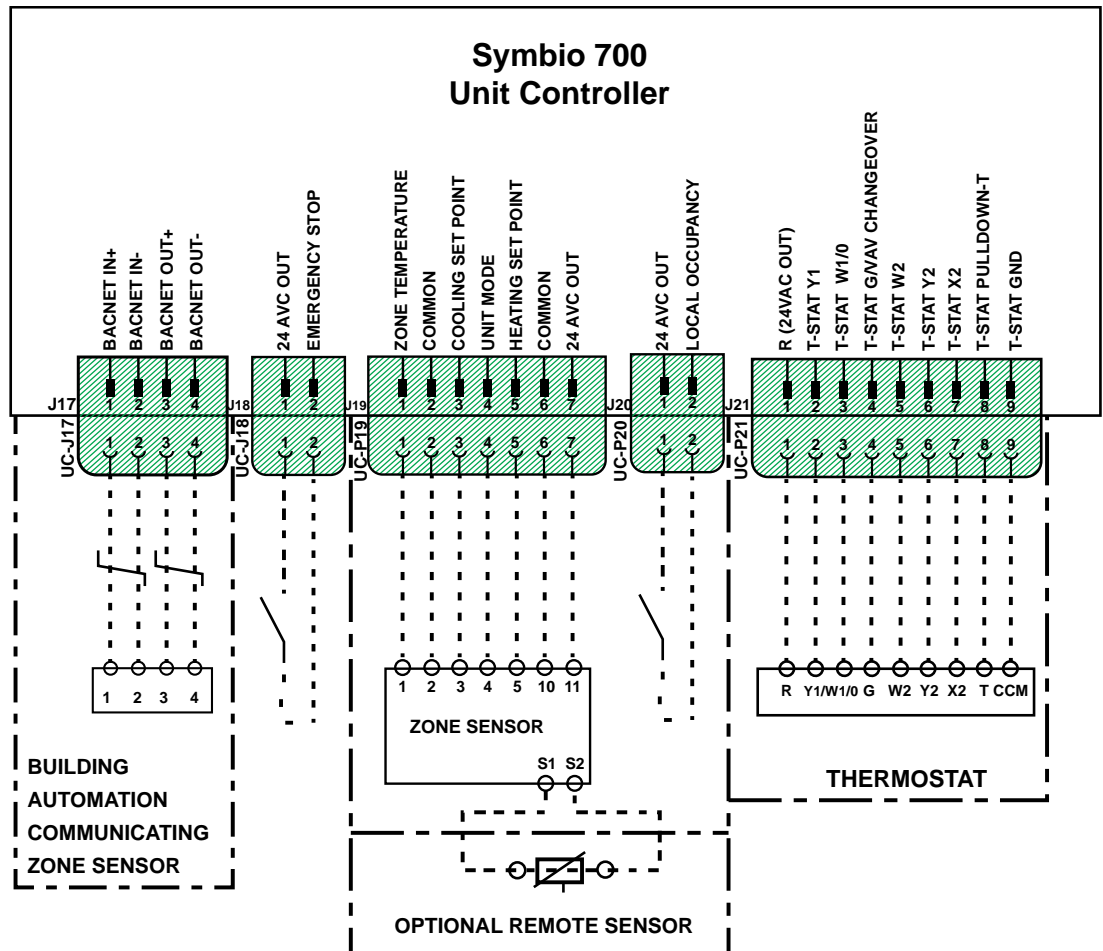 Symbio 700
Unit Controller
BACNET IN+
BACNET IN-
BACNET OUT+
BACNET OUT-
24 AVC OUT
EMERGENCY STOP
ZONE TEMPERATURE
COMMON
COOLING SET POINT
UNIT MODE
HEATING SET POINT
COMMON
24 AVC OUT
24 AVC OUT
LOCAL OCCUPANCY
R (24VAC OUT)
T-STAT Y1
T-STAT W1/0
T-STAT G/VAV CHANGEOVER
T-STAT W2
T-STAT Y2
T-STAT X2
T-STAT PULLDOWN-T
T-STAT GND
J17 1 2 3 4
J18 1 2
J19 1 2 3 4 5 6 7
J20 1 2
J21 1 2 3 4 5 6 7 8 9
UC-J17 1 2 3 4
UC-J18 1 2
UC-P19 1 2 3 4 5 6 7
UC-P20 1 2
UC-P21 1 2 3 4 5 6 7 8 9
1 2 3 4
1 2 3 4 5 10 11
R Y1/W1/0 G W2 Y2 X2 T CCM
ZONE SENSOR
S1 S2
BUILDING
AUTOMATION
COMMUNICATING
ZONE SENSOR
THERMOSTAT
OPTIONAL REMOTE SENSOR